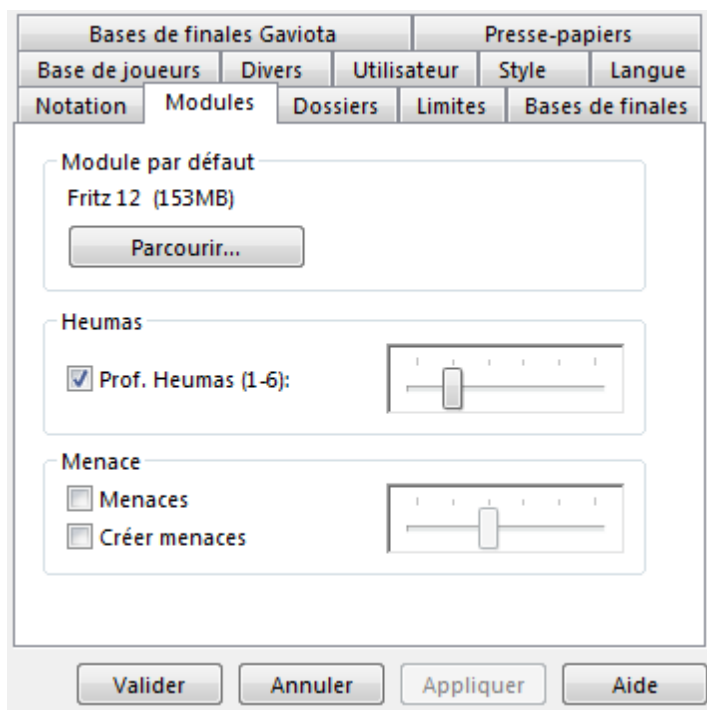 Bases de finales Gaviota Presse-papiers
Base de joueurs Divers Utilisateur Style Langue
Notation Modules Dossiers Limites Bases de finales
Module par défaut
Fritz 12 (153MB)
Parcourir...
Heumas
Prof. Heumas (1-6):
Menace
Menaces
Créer menaces
Valider Annuler Appliquer Aide